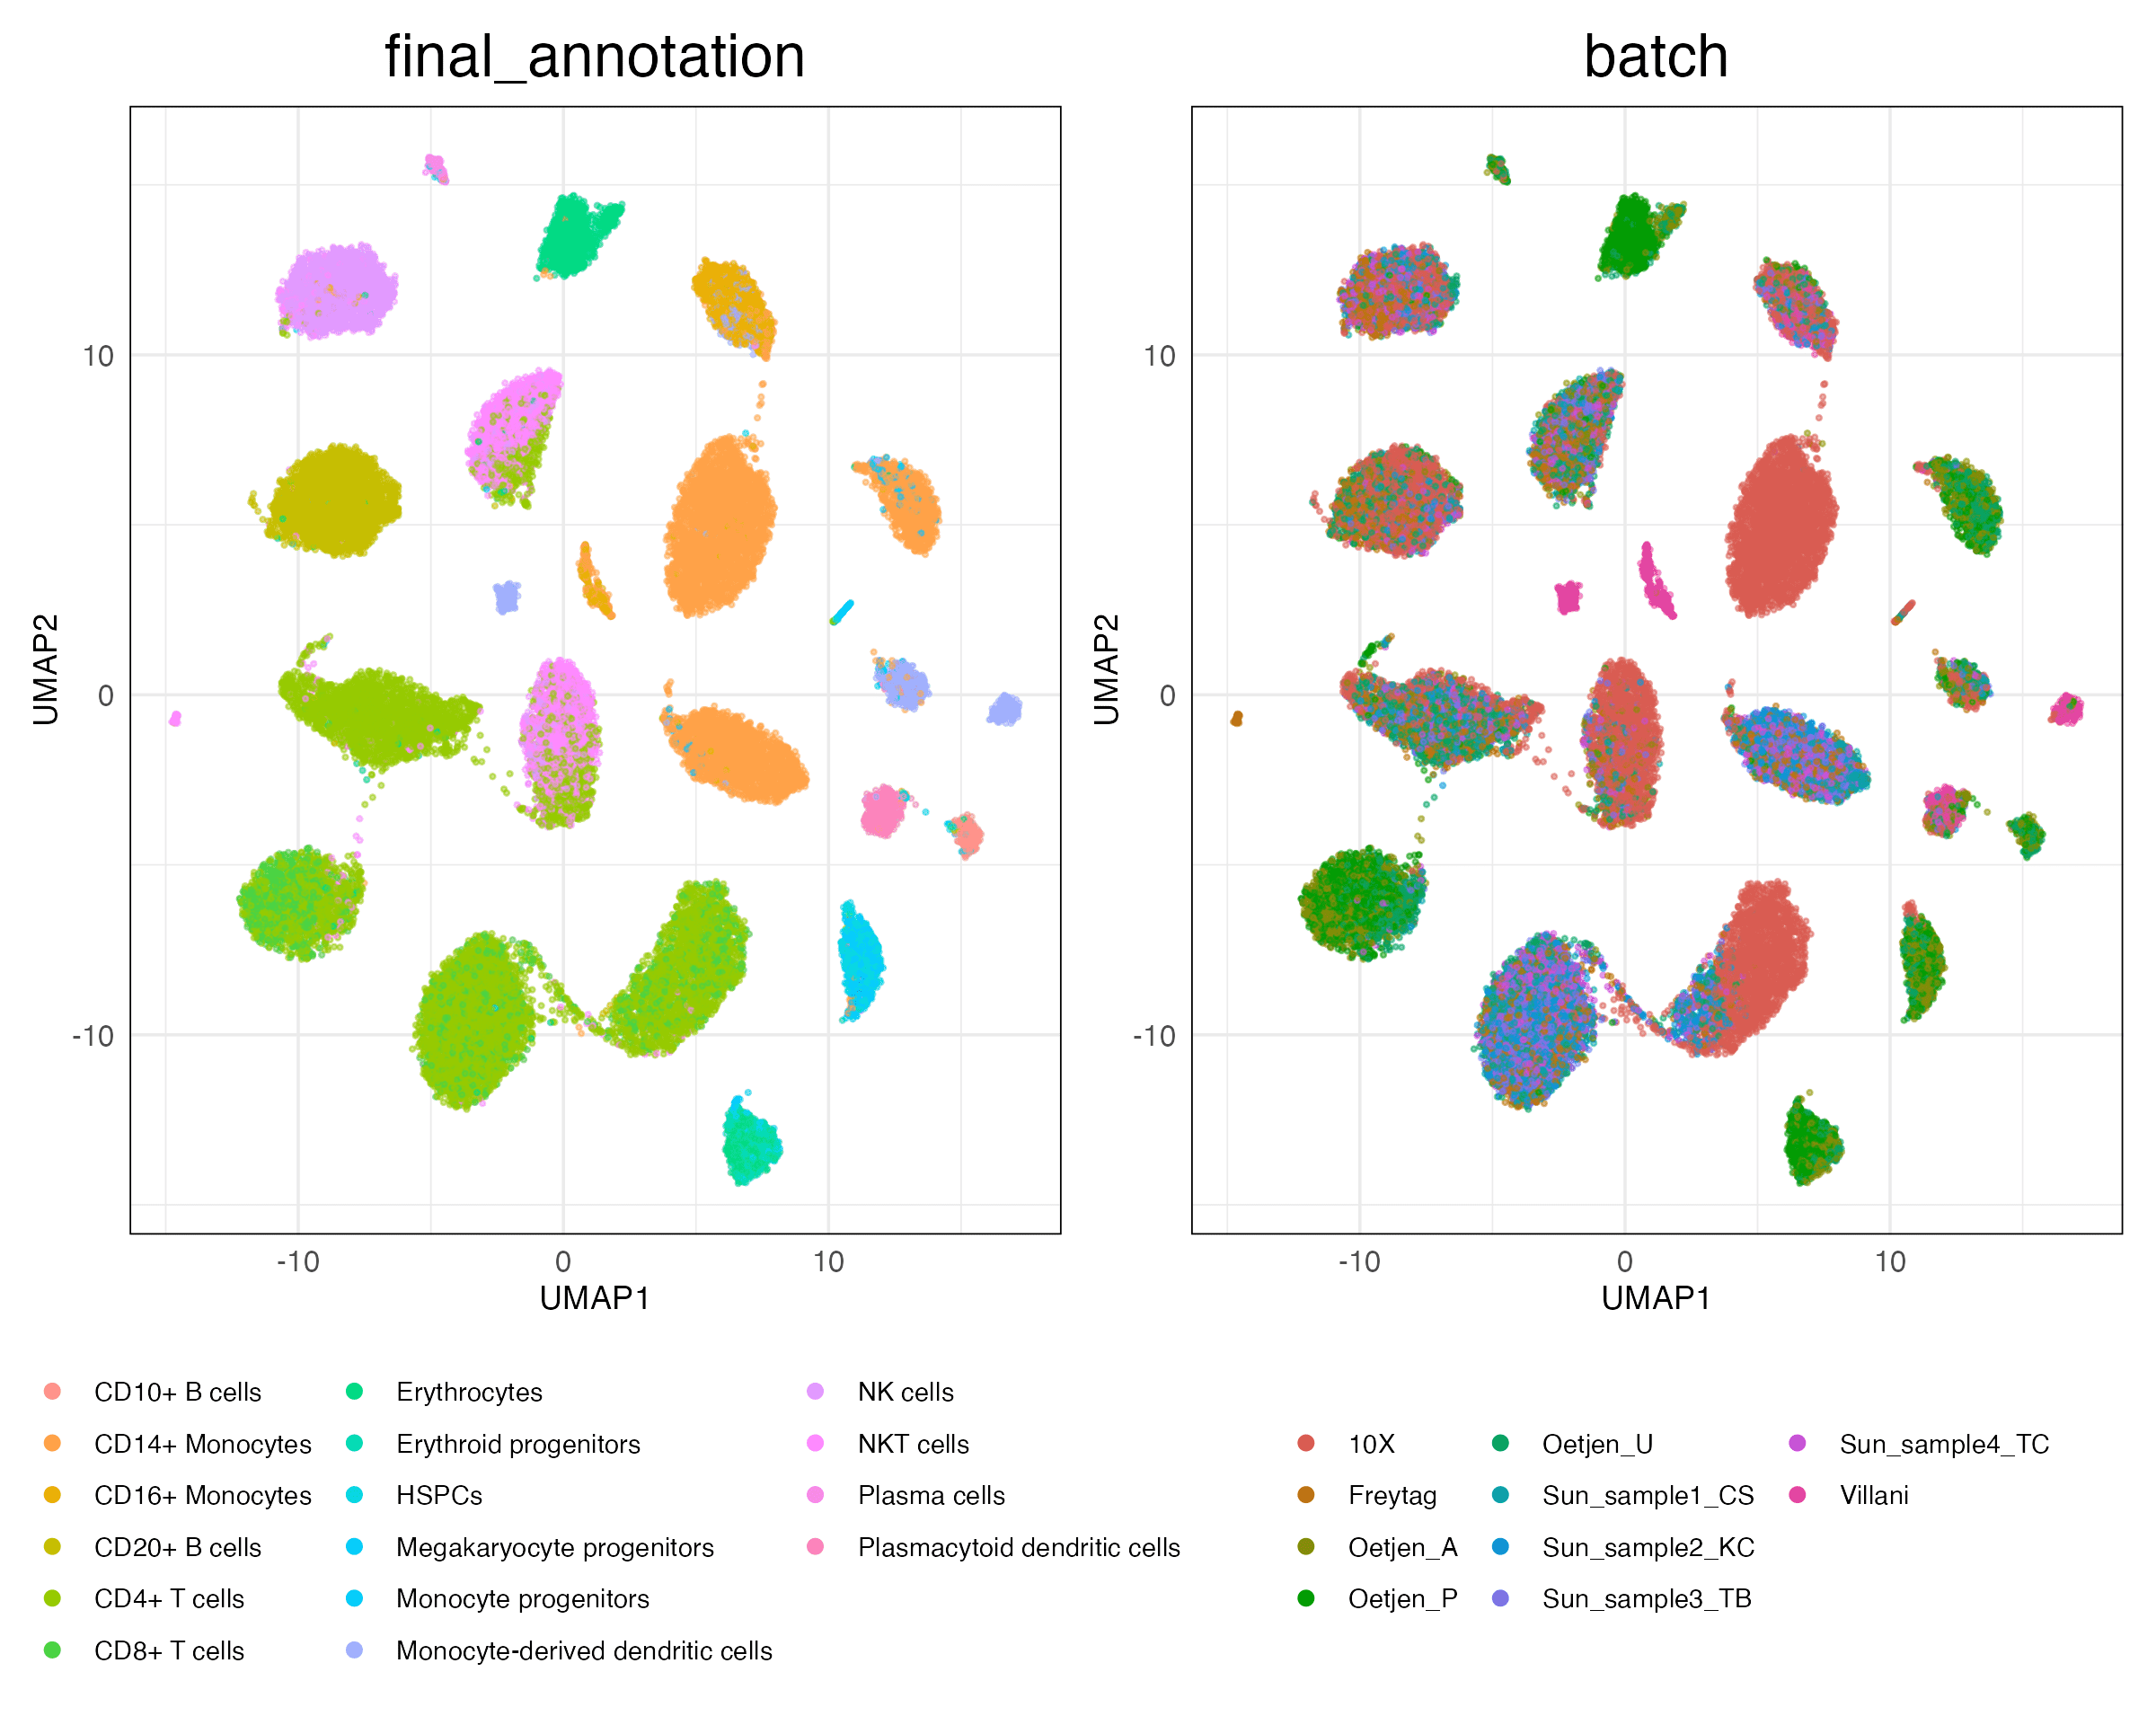 final_annotation
batch
10
0
-10
UMAP2
-10
0
10
UMAP1
10
0
-10
UMAP2
-10
0
10
UMAP1
CD10+ B cells
CD14+ Monocytes
CD16+ Monocytes
CD20+ B cells
CD4+ T cells
CD8+ T cells
Erythrocytes
Erythroid progenitors
HSPCs
Megakaryocyte progenitors
Monocyte progenitors
Monocyte-derived dendritic cells
NK cells
NKT cells
Plasma cells
Plasmacytoid dendritic cells
10X
Freytag
Oetjen_A
Oetjen_P
Oetjen_U
Sun_sample1_CS
Sun_sample2_KC
Sun_sample3_TB
Sun_sample4_TC
Villani